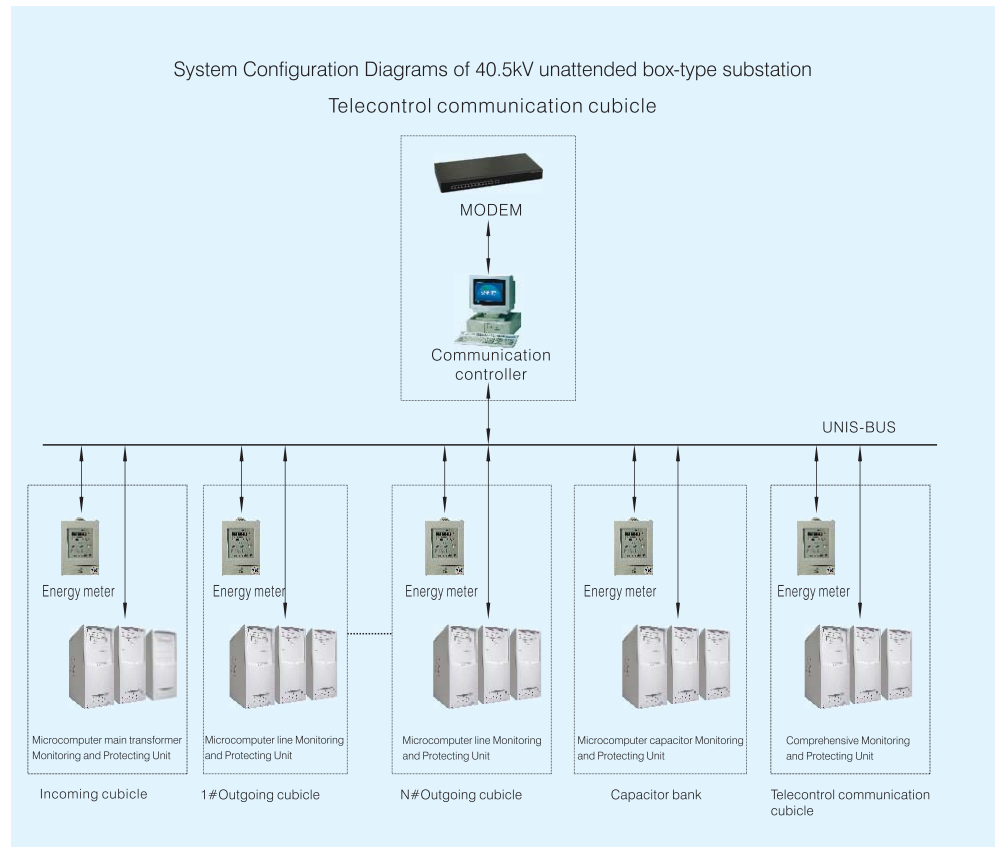 System Configuration Diagrams of 40.5kV unattended box-type substation
Telecontrol communication cubicle
MODEM
Communication
controller
UNIS-BUS
Energy meter
Energy meter
Energy meter
Energy meter
Energy meter
Microcomputer main transformer
Monitoring and Protecting Unit
Microcomputer line Monitoring
and Protecting Unit
Microcomputer line Monitoring
and Protecting Unit
Microcomputer capacitor Monitoring
and Protecting Unit
Comprehensive Monitoring
and Protecting Unit
Incoming cubicle
1#Outgoing cubicle
N#Outgoing cubicle
Capacitor bank
Telecontrol communication
cubicle